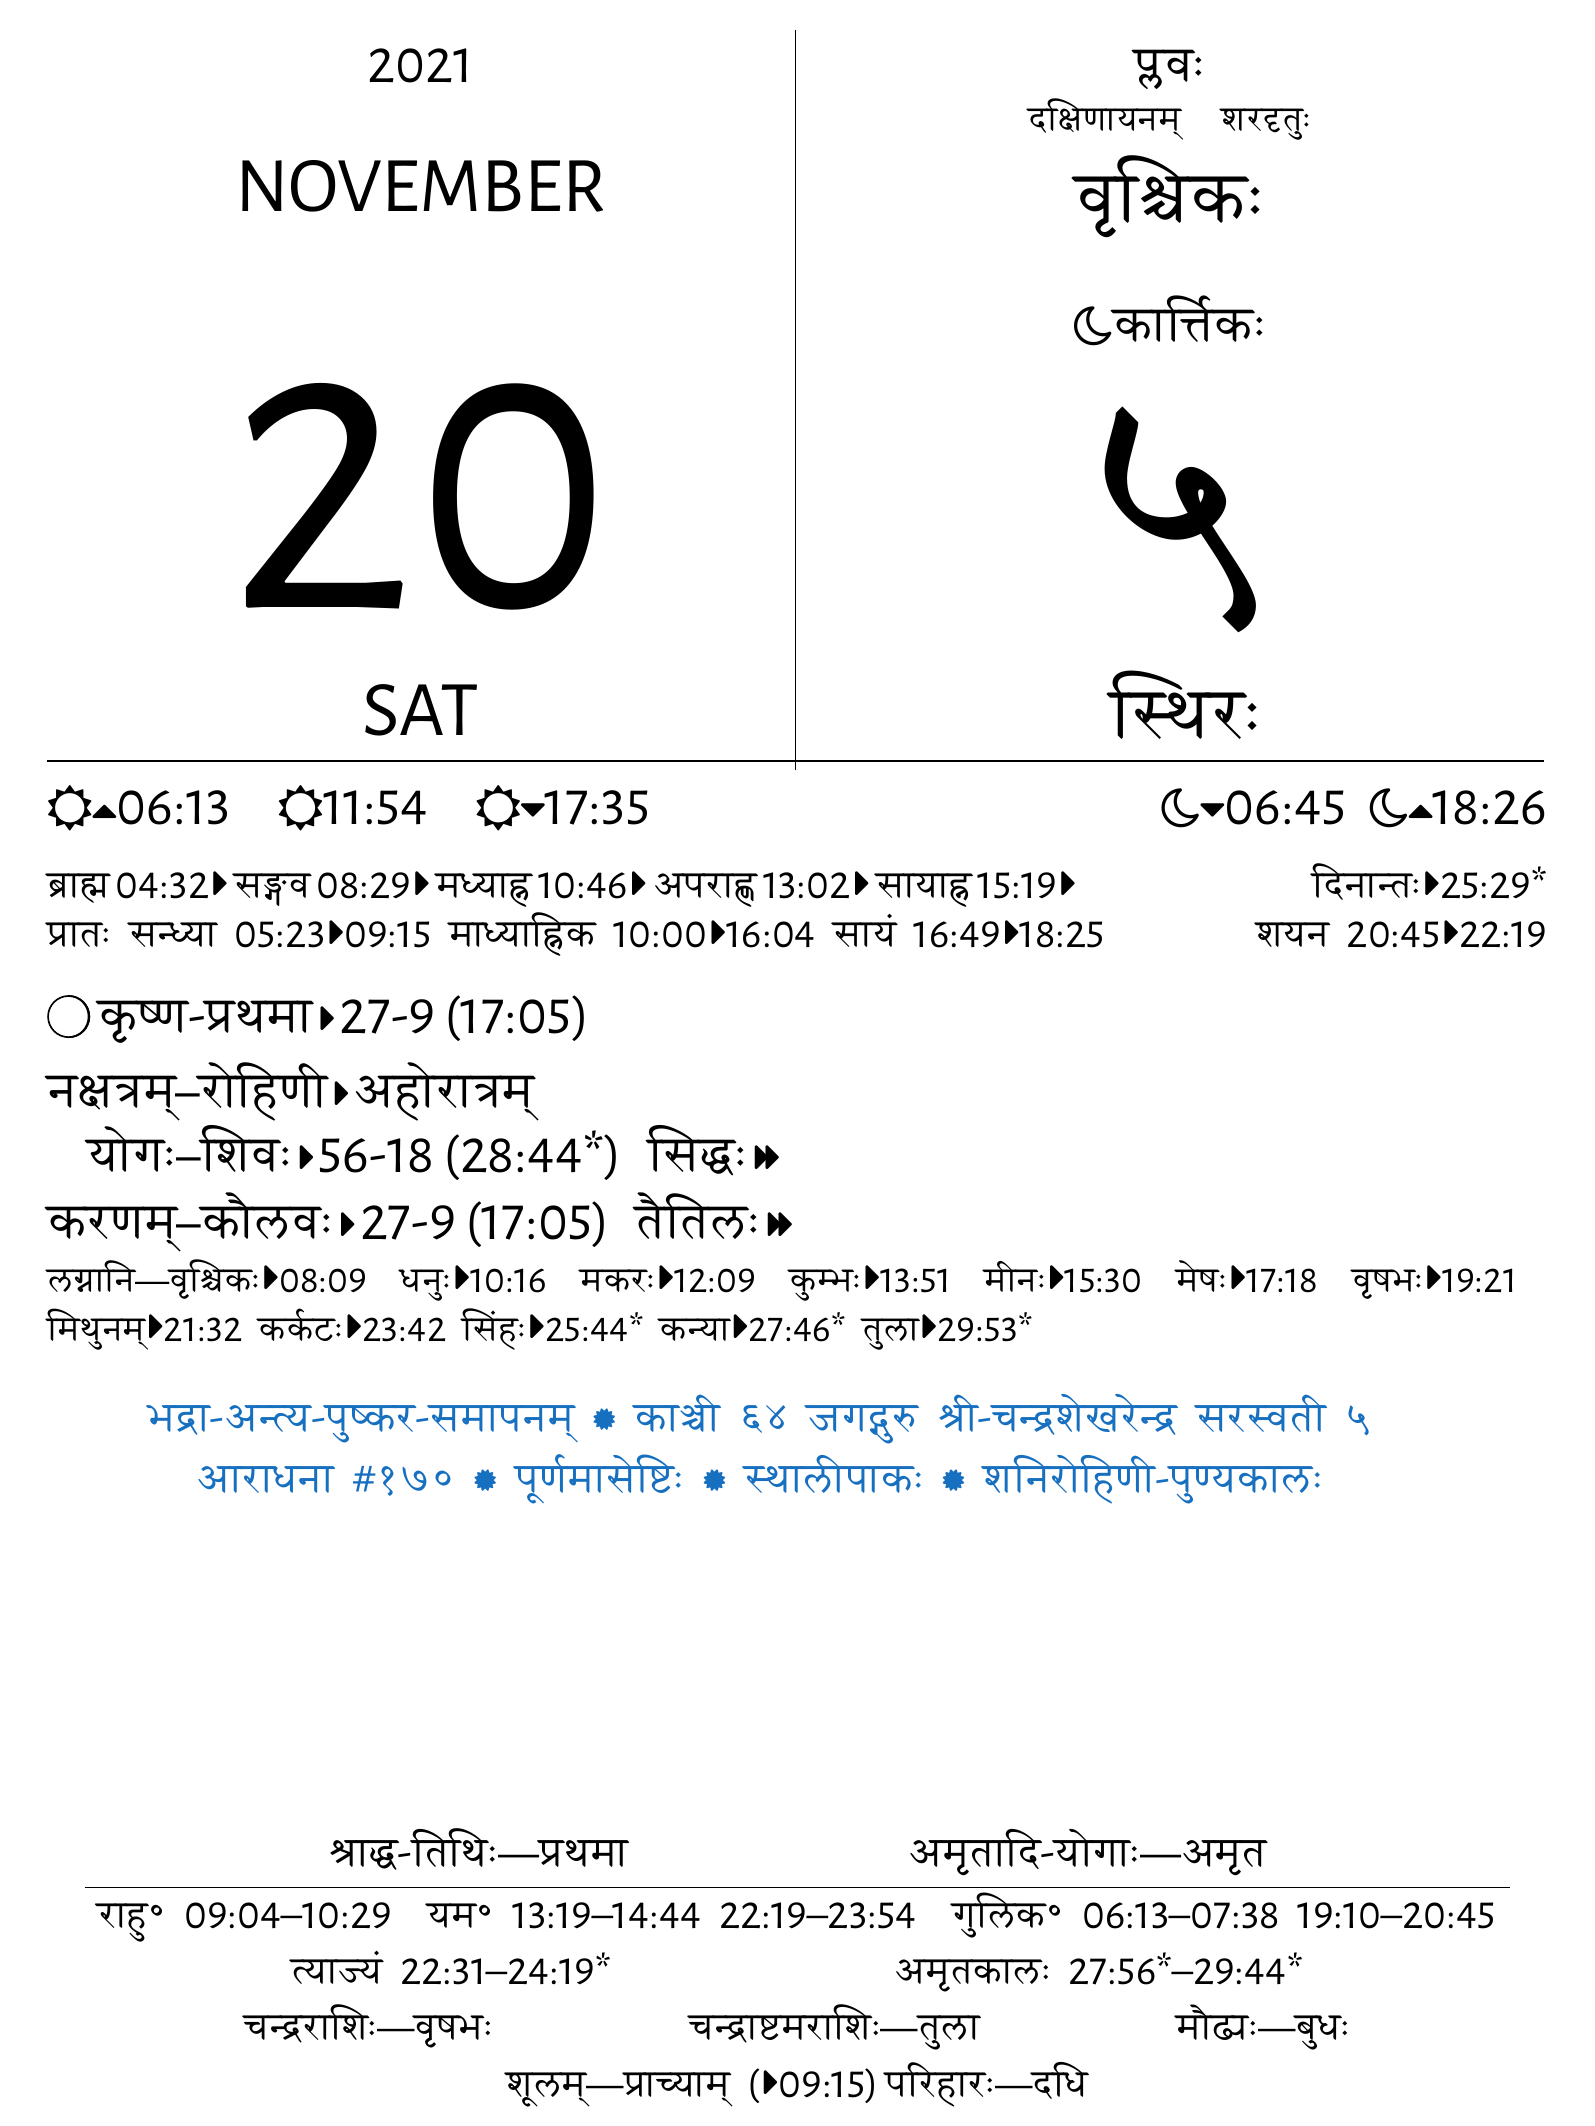 2021
NOVEMBER
20
SAT
प्लवः
दक्षिणायनम् शरदृतुः
वृश्चिकः
कार्त्तिकः
५
स्थिरः
06:13 11:54 17:35 06:45 18:26
ब्राह्म 04:32 सङ्गव 08:29 मध्याह्न 10:46 अपराह्ण 13:02 सायाह्न 15:19 दिनान्तः 25:29*
प्रातः सन्ध्या 05:23 09:15 माध्याह्निक 10:00 16:04 सायं 16:49 18:25 शयन 20:45 22:19
कृष्ण-प्रथमा 27-9 (17:05)
नक्षत्रम्–रोहिणी अहोरात्रम्
योगः–शिवः 56-18 (28:44*) सिद्धः
करणम्–कौलवः 27-9 (17:05) तैतिलः
लग्नानि—वृश्चिकः 08:09 धनुः 10:16 मकरः 12:09 कुम्भः 13:51 मीनः 15:30 मेषः 17:18 वृषभः 19:21
मिथुनम् 21:32 कर्कटः 23:42 सिंहः 25:44* कन्या 27:46* तुला 29:53*
भद्रा-अन्त्य-पुष्कर-समापनम् काञ्ची ६४ जगद्गुरु श्री-चन्द्रशेखरेन्द्र सरस्वती ५
आराधना #१७० पूर्णमासेष्टिः स्थालीपाकः शनिरोहिणी-पुण्यकालः
श्राद्ध-तिथिः—प्रथमा अमृतादि-योगाः—अमृत
राहु॰ 09:04–10:29 यम॰ 13:19–14:44 22:19–23:54 गुलिक॰ 06:13–07:38 19:10–20:45
त्याज्यं 22:31–24:19* अमृतकालः 27:56*–29:44*
चन्द्रराशिः—वृषभः चन्द्राष्टमराशिः—तुला मौढ्यः—बुधः
शूलम्—प्राच्याम् (09:15) परिहारः—दधि